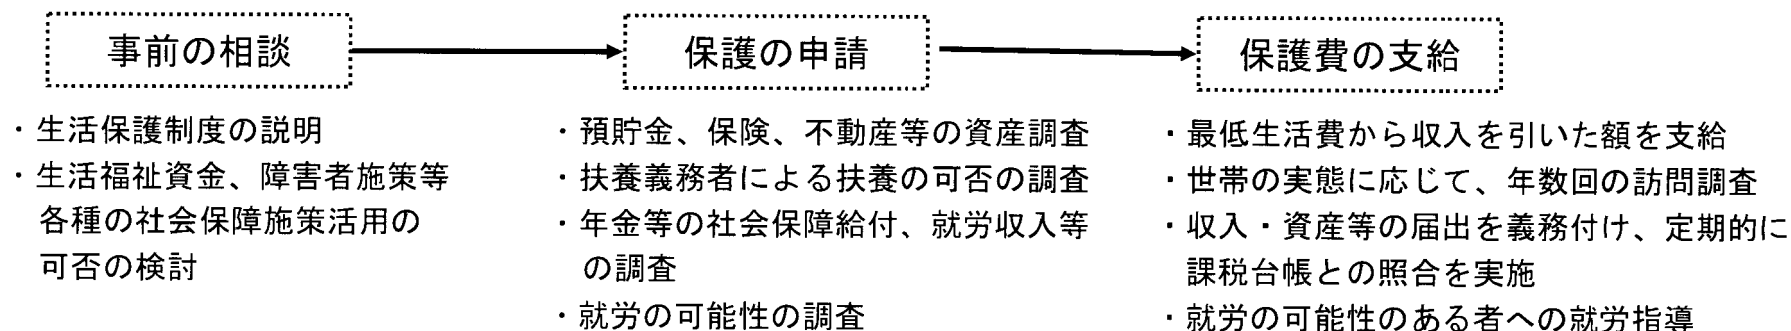 事前の相談
保護の申請
保護費の支給
・生活保護制度の説明
・生活福祉資金、障害者施策等
各種の社会保障施策活用の
可否の検討
・預貯金、保険、不動産等の資産調査
・扶養義務者による扶養の可否の調査
・年金等の社会保障給付、就労収入等
の調査
・就労の可能性の調査
・最低生活費から収入を引いた額を支給
・世帯の実態に応じて、年数回の訪問調査
・収入・資産等の届出を義務付け、定期的に
課税台帳との照合を実施
・就労の可能性のある者への就労指導